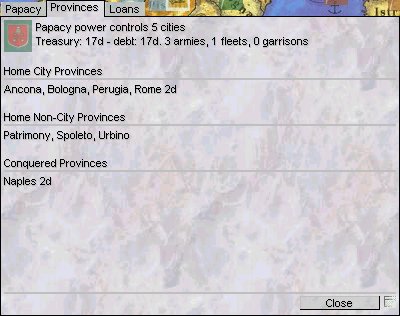 Papacy Provinces Loans
Papacy power controls 5 cities
Treasury: 17d - debt: 17d. 3 armies, 1 fleets, 0 garrisons
Home City Provinces
Ancona, Bologna, Perugia, Rome 2d
Home Non-City Provinces
Patrimony, Spoleto, Urbino
Conquered Provinces
Naples 2d
Close